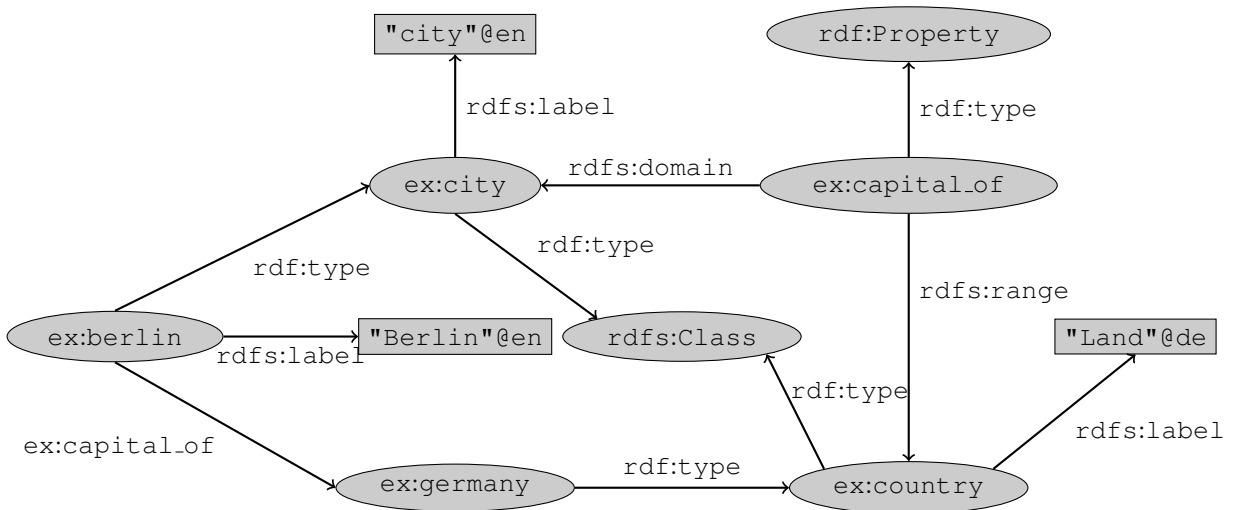 "city"@en
rdf:Property
rdfs:label
rdf:type
ex:city
rdfs:domain
ex:capital_of
rdf:type
rdf:type
rdfs:range
ex:berlin
rdfs:label
"Berlin"@en
rdfs:Class
"Land"@de
rdf:type
ex:capital_of
rdfs:label
ex:germany
rdf:type
ex:country